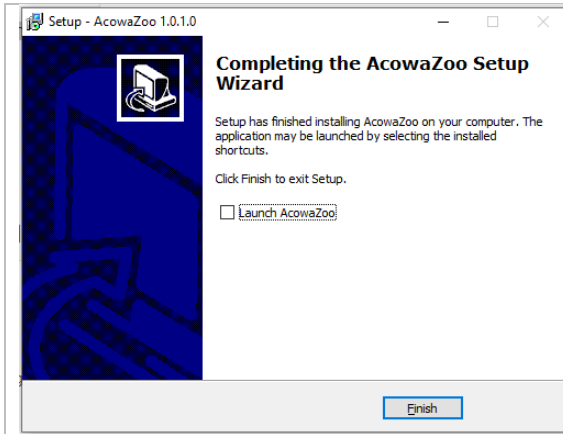 Setup - AcowaZoo 1.0.1.0
Completing the AcowaZoo Setup
Wizard
Setup has finished installing AcowaZoo on your computer. The
application may be launched by selecting the installed
shortcuts.
Click Finish to exit Setup.
Launch AcowaZoo
Finish